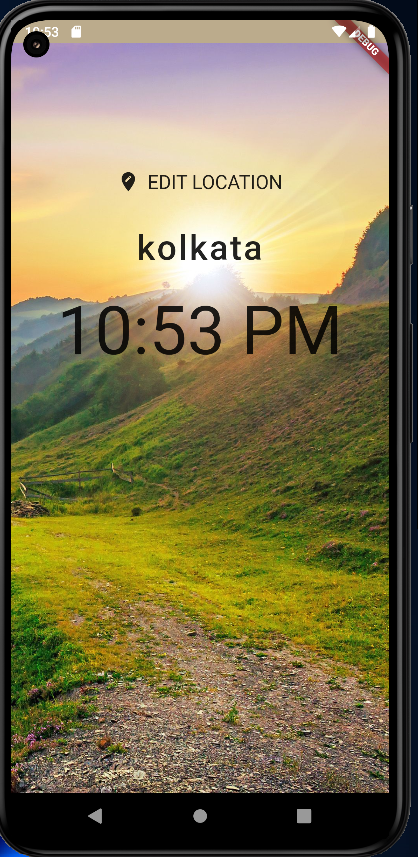 10:53
DEBUG
EDIT LOCATION
kolkata
10:53 PM